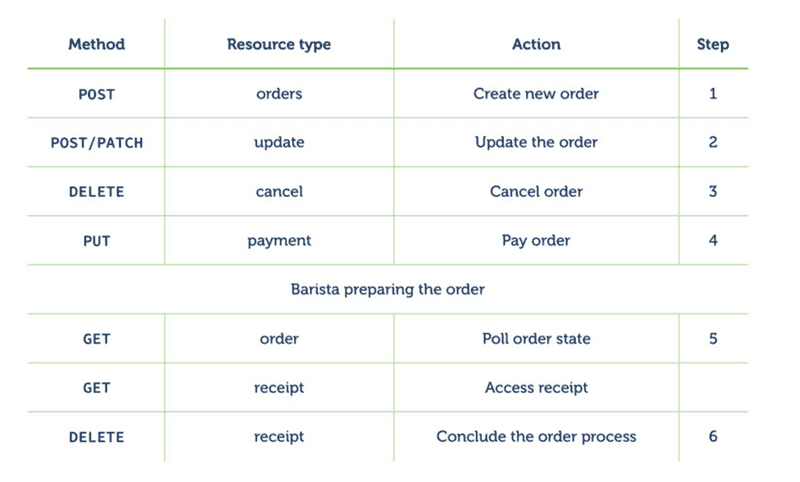 Method Resource type Action Step
POST orders Create new order 1
POST/PATCH update Update the order 2
DELETE cancel Cancel order 3
PUT payment Pay order 4
Barista preparing the order
GET order Poll order state 5
GET receipt Access receipt
DELETE receipt Conclude the order process 6